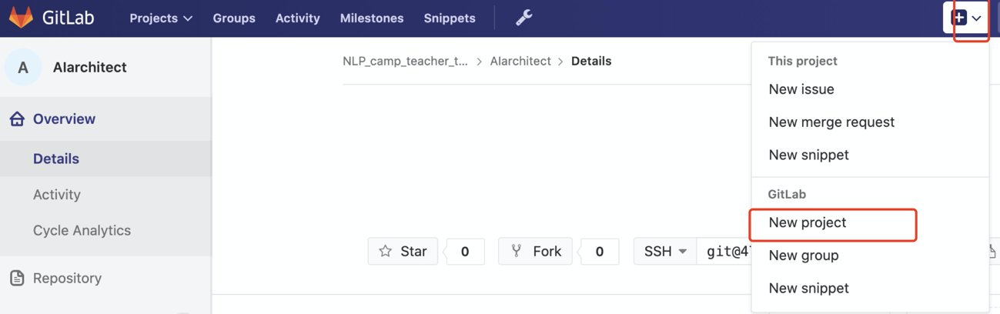 GitLab Projects Groups Activity Milestones Snippets
A AIarchitect
NLP_camp_teacher_t... > AIarchitect > Details
Overview
Details
Activity
Cycle Analytics
Repository
Star 0 Fork 0 SSH git@4
This project
New issue
New merge request
New snippet
GitLab
New project
New group
New snippet